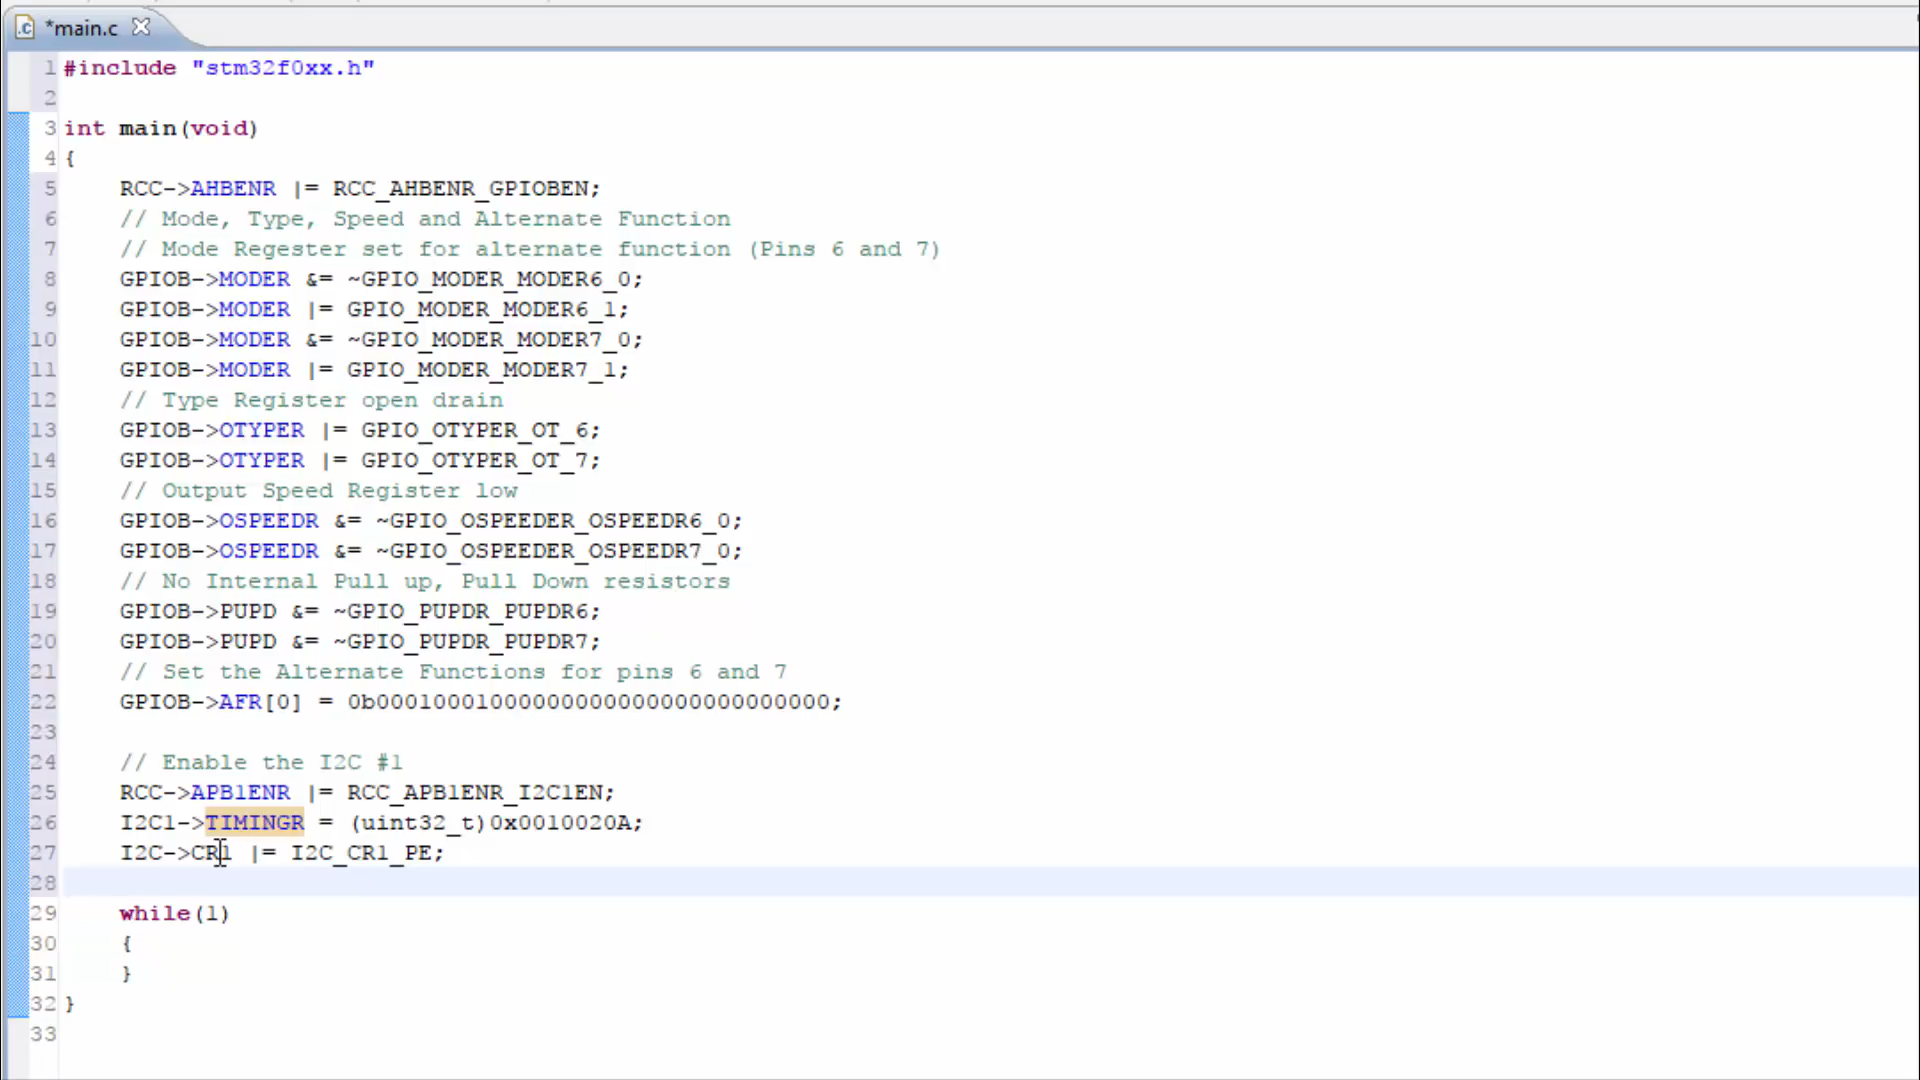 *main.c
1 #include "stm32f0xx.h"
2
3 int main(void)
4 {
5 RCC->AHBENR |= RCC_AHBENR_GPIOBEN;
6 // Mode, Type, Speed and Alternate Function
7 // Mode Regester set for alternate function (Pins 6 and 7)
8 GPIOB->MODER &= ~GPIO_MODER_MODER6_0;
9 GPIOB->MODER |= GPIO_MODER_MODER6_1;
10 GPIOB->MODER &= ~GPIO_MODER_MODER7_0;
11 GPIOB->MODER |= GPIO_MODER_MODER7_1;
12 // Type Register open drain
13 GPIOB->OTYPER |= GPIO_OTYPER_OT_6;
14 GPIOB->OTYPER |= GPIO_OTYPER_OT_7;
15 // Output Speed Register low
16 GPIOB->OSPEEDR &= ~GPIO_OSPEEDER_OSPEEDR6_0;
17 GPIOB->OSPEEDR &= ~GPIO_OSPEEDER_OSPEEDR7_0;
18 // No Internal Pull up, Pull Down resistors
19 GPIOB->PUPD &= ~GPIO_PUPDR_PUPDR6;
20 GPIOB->PUPD &= ~GPIO_PUPDR_PUPDR7;
21 // Set the Alternate Functions for pins 6 and 7
22 GPIOB->AFR[0] = 0b00010001000000000000000000000000;
23
24 // Enable the I2C #1
25 RCC->APB1ENR |= RCC_APB1ENR_I2C1EN;
26 I2C1->TIMINGR = (uint32_t)0x0010020A;
27 I2C->CR1 |= I2C_CR1_PE;
28
29 while(1)
30 {
31 }
32 }
33